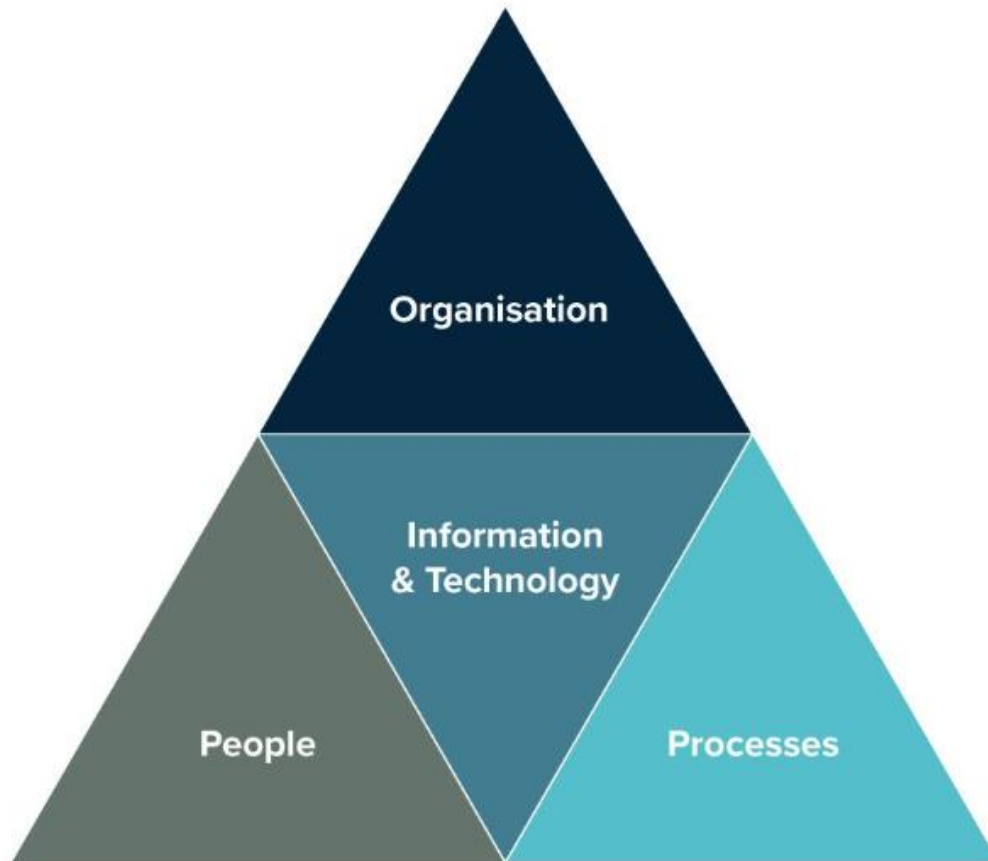 Organisation
Information
& Technology
People
Processes